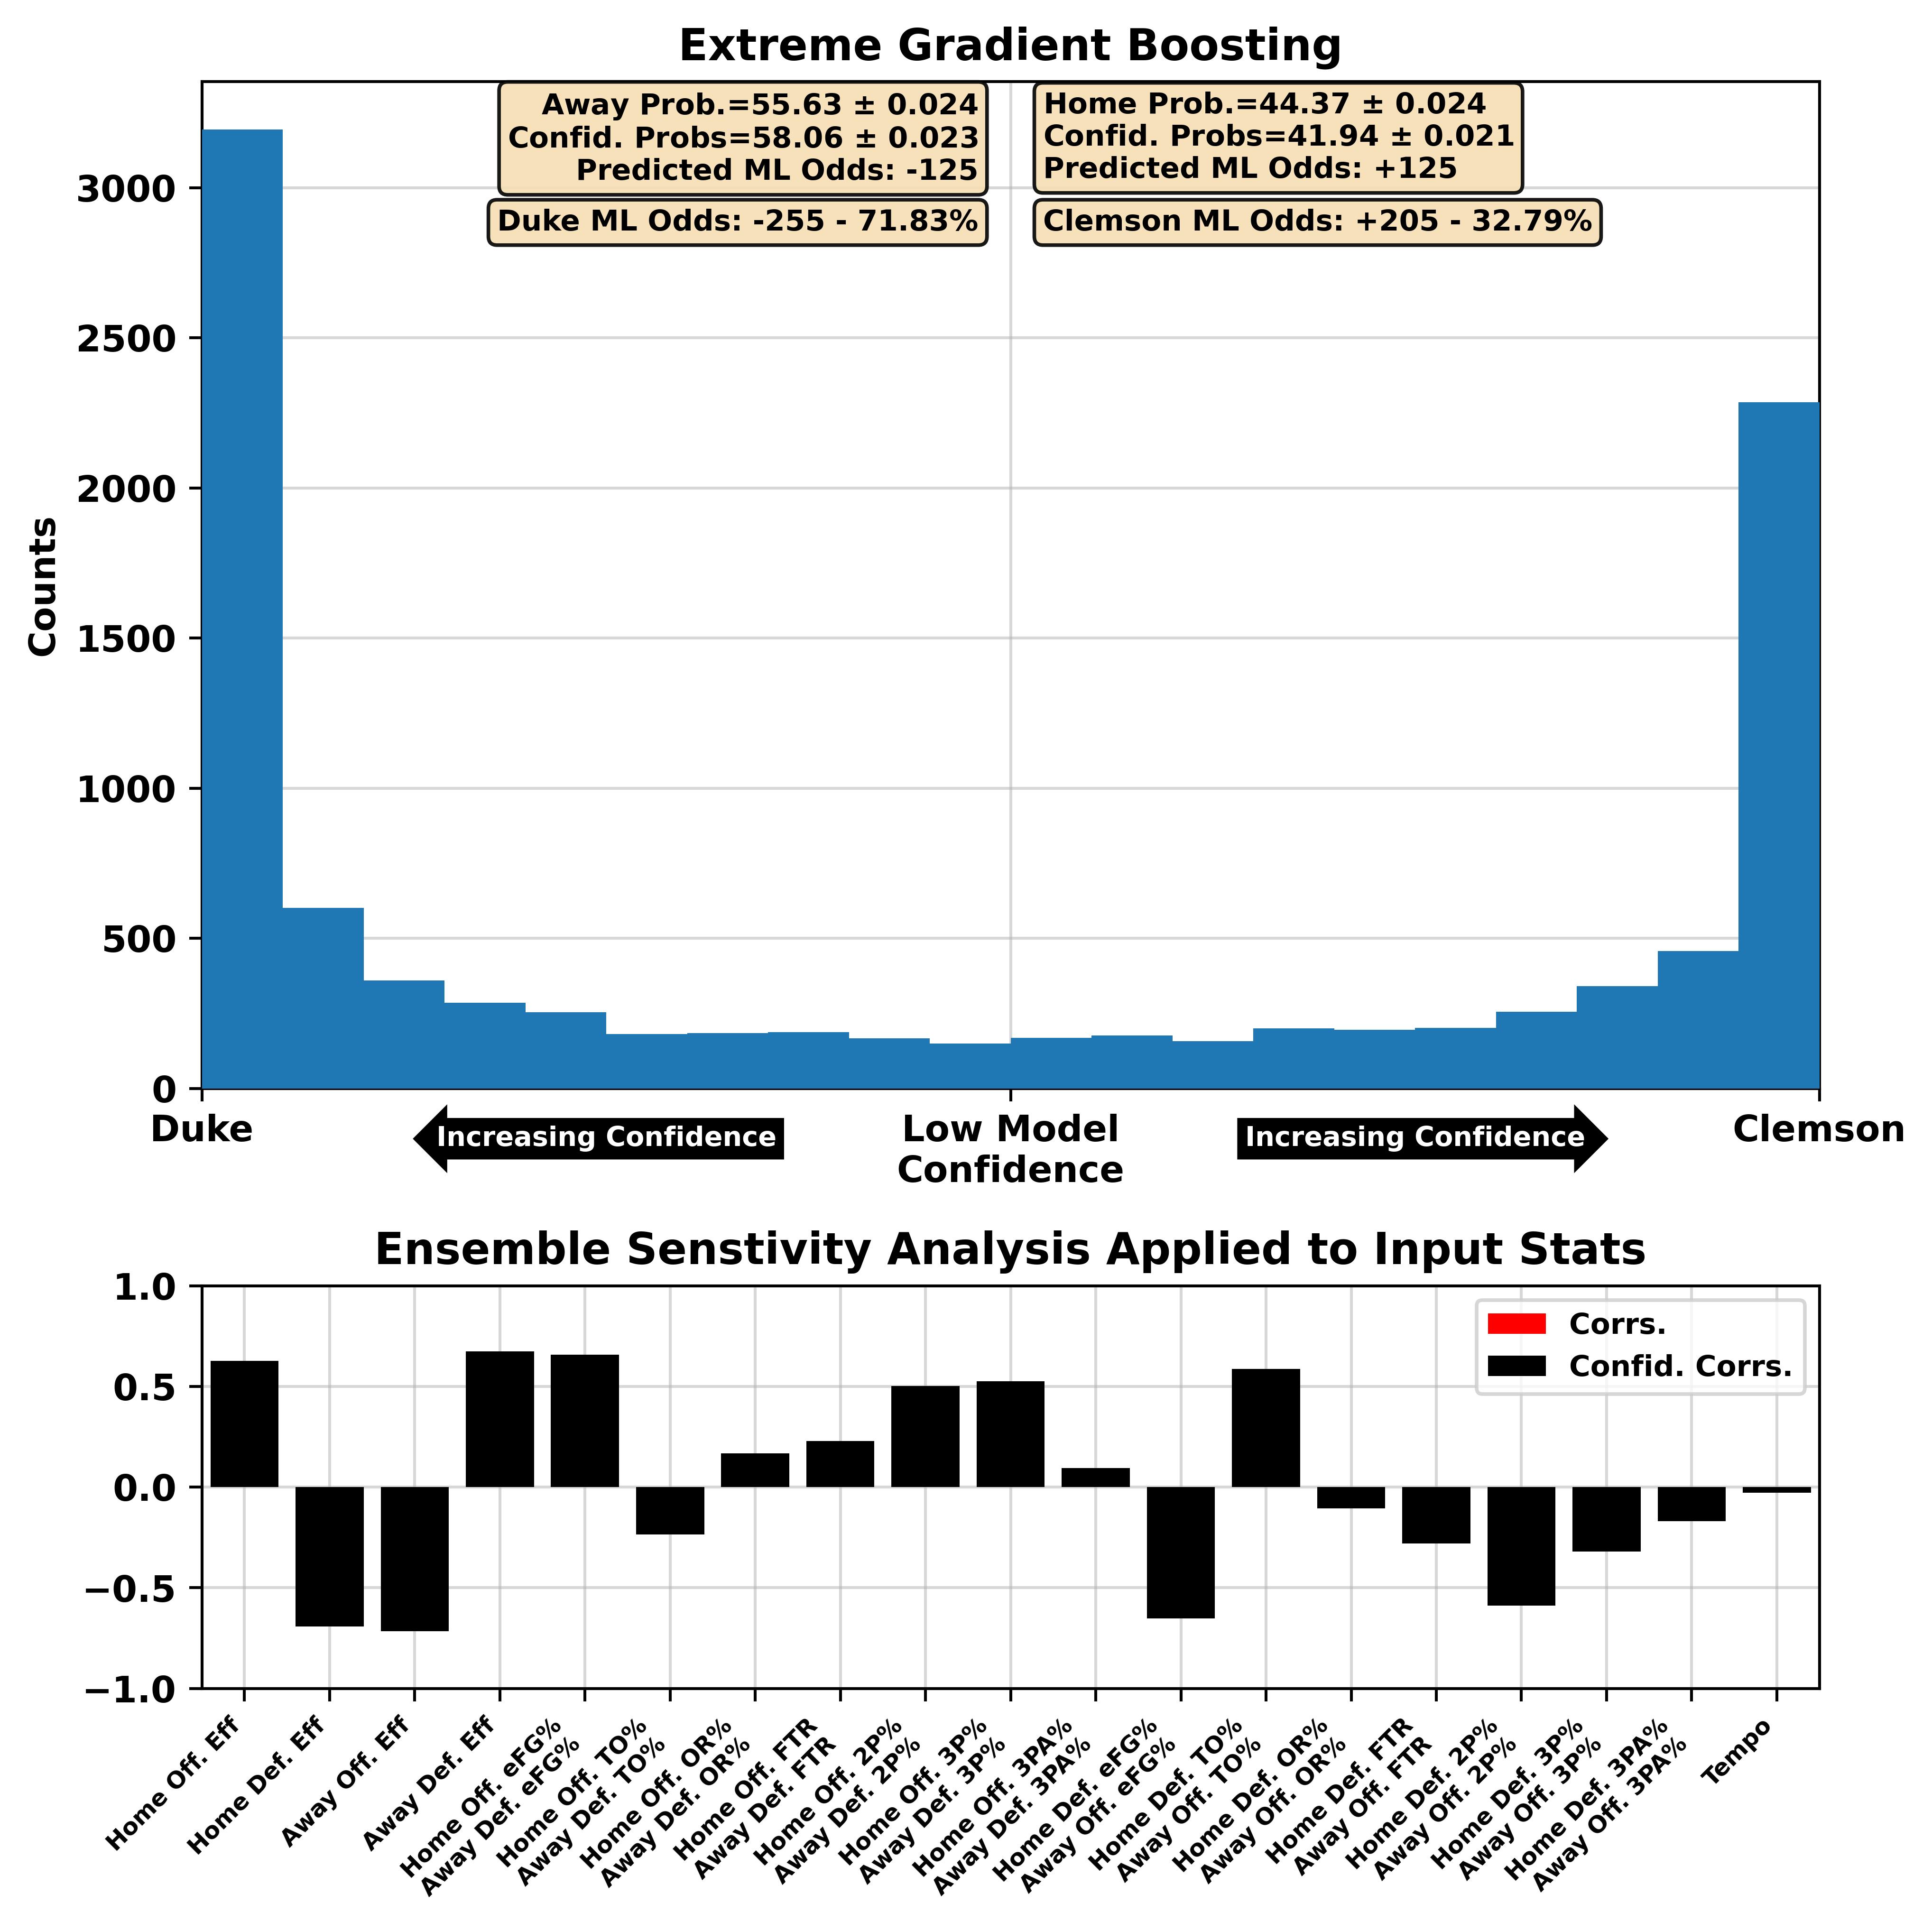 Extreme Gradient Boosting
Away Prob.=55.63 ± 0.024
Confid. Probs=58.06 ± 0.023
Predicted ML Odds: -125
Duke ML Odds: -255 - 71.83%
Home Prob.=44.37 ± 0.024
Confid. Probs=41.94 ± 0.021
Predicted ML Odds: +125
Clemson ML Odds: +205 - 32.79%
Counts
3000
2500
2000
1500
1000
500
0
Duke
Increasing Confidence
Low Model
Confidence
Increasing Confidence
Clemson
Ensemble Senstivity Analysis Applied to Input Stats
1.0
0.5
0.0
−0.5
−1.0
Corrs.
Confid. Corrs.
Home Off. Eff
Home Def. Eff
Away Off. Eff
Away Def. Eff
Home Off. eFG%
Away Def. eFG%
Home Off. TO%
Away Def. TO%
Home Off. OR%
Away Def. OR%
Home Off. FTR
Away Def. FTR
Home Off. 2P%
Away Def. 2P%
Home Off. 3P%
Away Def. 3P%
Home Off. 3PA%
Away Def. 3PA%
Home Def. eFG%
Away Off. eFG%
Home Def. TO%
Away Off. TO%
Home Def. OR%
Away Off. OR%
Home Def. FTR
Away Off. FTR
Home Def. 2P%
Away Off. 2P%
Home Def. 3P%
Away Off. 3P%
Home Def. 3PA%
Away Off. 3PA%
Tempo